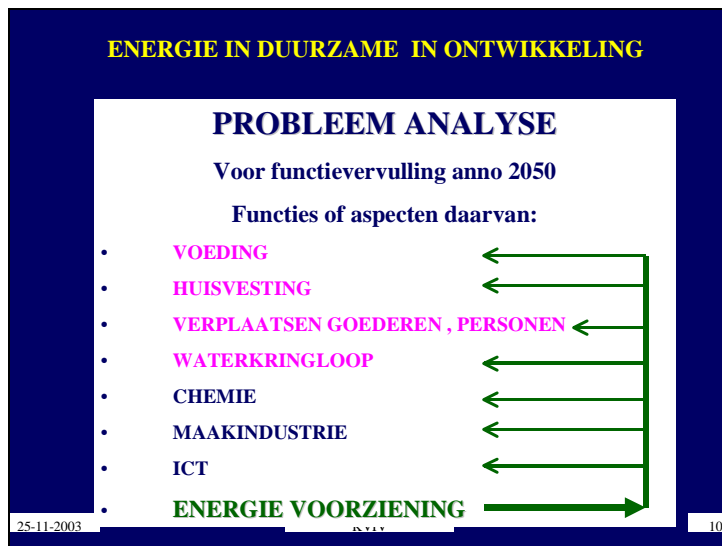 ENERGIE IN DUURZAME IN ONTWIKKELING
PROBLEEM ANALYSE
Voor functievervulling anno 2050
Functies of aspecten daarvan:
• VOEDING
• HUISVESTING
• VERPLAATSEN GOEDEREN , PERSONEN
• WATERKRINGLOOP
• CHEMIE
• MAAKINDUSTRIE
• ICT
• ENERGIE VOORZIENING
25-11-2003
10